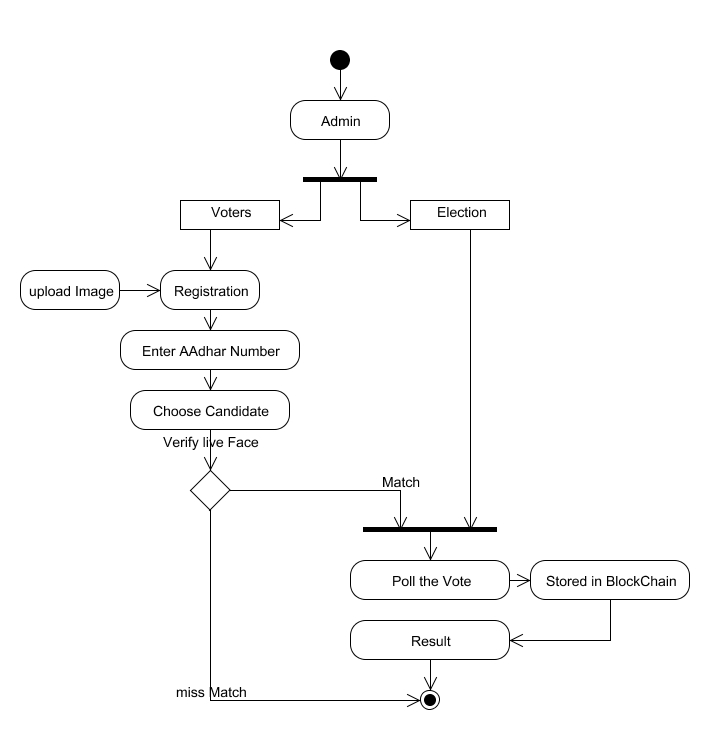 Admin
Voters
Election
upload Image
Registration
Enter AAdhar Number
Choose Candidate
Verify live Face
Match
Poll the Vote
Stored in BlockChain
Result
miss Match